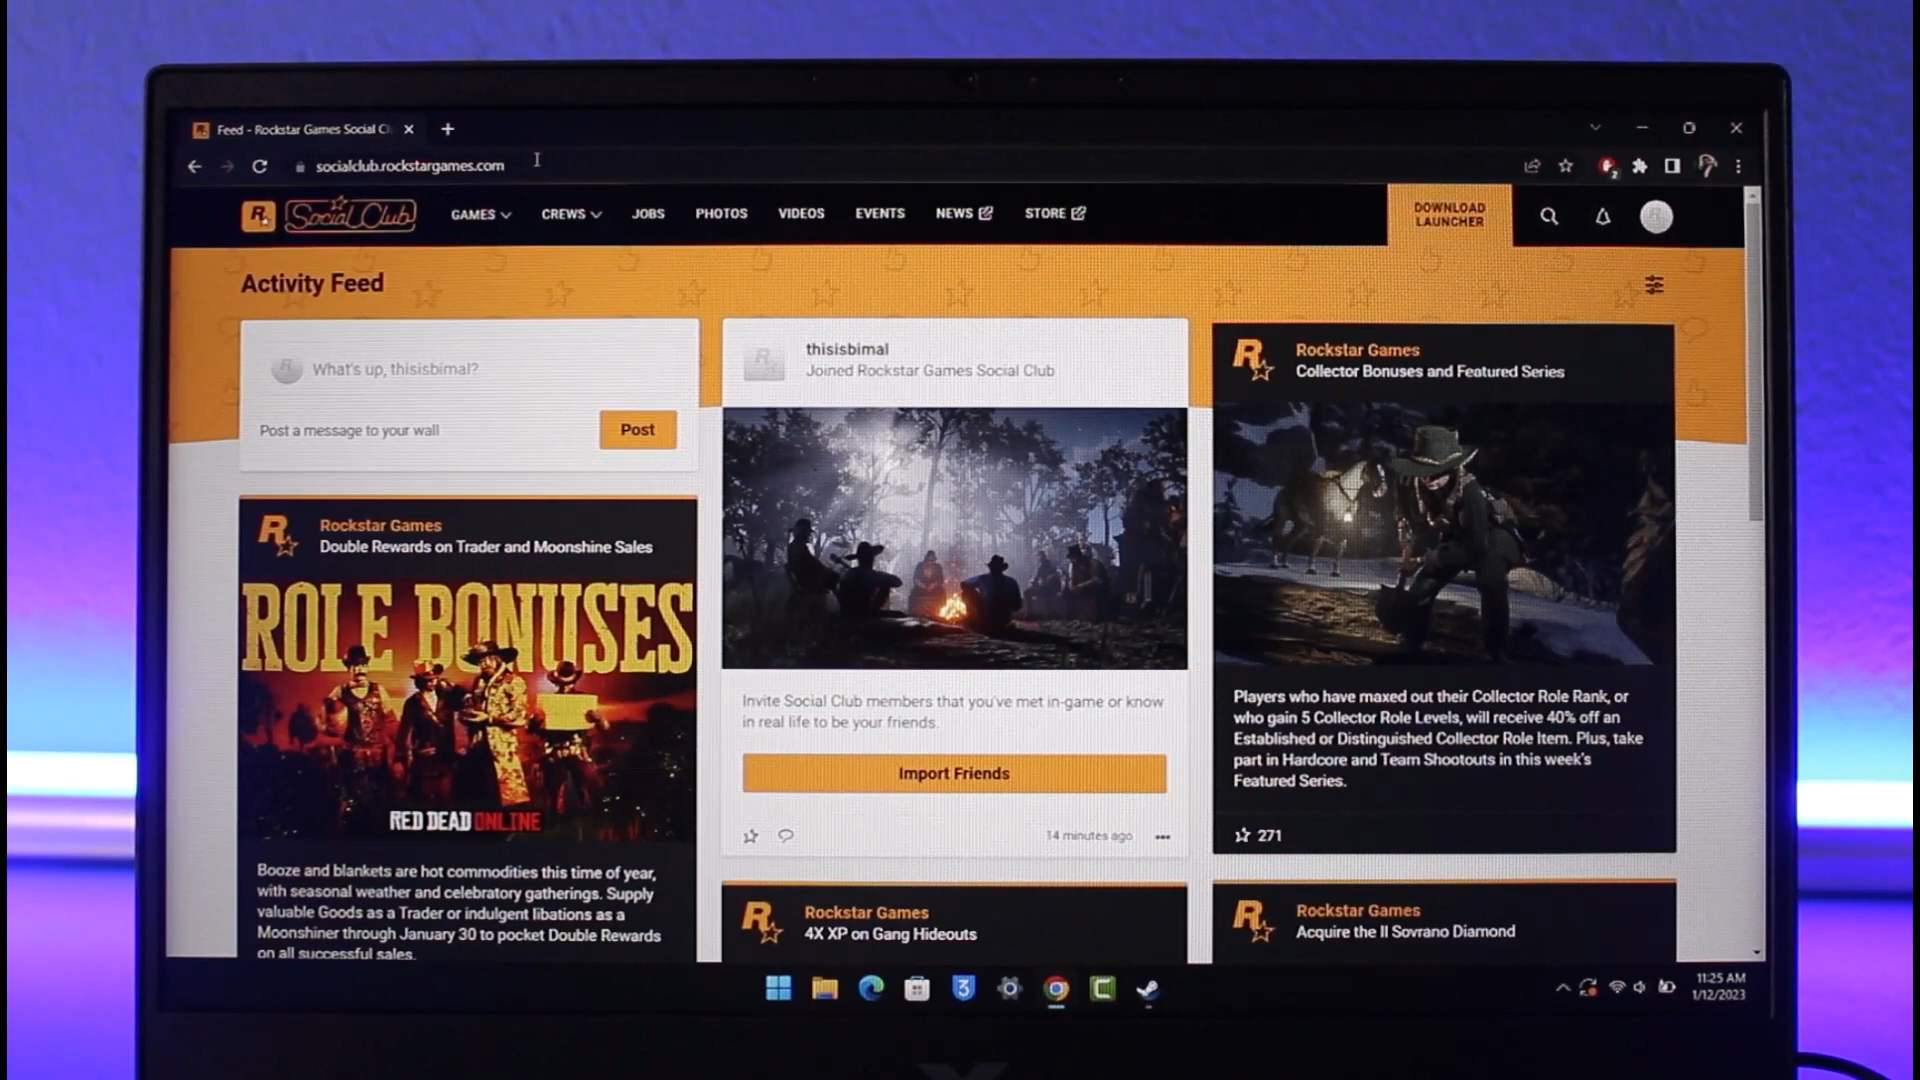 Feed - Rockstar Games Social Cl
socialclub.rockstargames.com
2
R
Social Club
GAMES
CREWS
JOBS
PHOTOS
VIDEOS
EVENTS
NEWS
STORE
DOWNLOAD
LAUNCHER
Activity Feed
What's up, thisisbimal?
Post a message to your wall
Post
R
Rockstar Games
Double Rewards on Trader and Moonshine Sales
ROLE BONUSES
RED DEAD ONLINE
Booze and blankets are hot commodities this time of year,
with seasonal weather and celebratory gatherings. Supply
valuable Goods as a Trader or indulgent libations as a
Moonshiner through January 30 to pocket Double Rewards
on all successful sales.
thisisbimal
Joined Rockstar Games Social Club
Invite Social Club members that you've met in-game or know
in real life to be your friends.
Import Friends
14 minutes ago
R
Rockstar Games
4X XP on Gang Hideouts
R
Rockstar Games
Collector Bonuses and Featured Series
Players who have maxed out their Collector Role Rank, or
who gain 5 Collector Role Levels, will receive 40% off an
Established or Distinguished Collector Role Item. Plus, take
part in Hardcore and Team Shootouts in this week's
Featured Series.
271
R
Rockstar Games
Acquire the Il Sovrano Diamond
3
C
11:25 AM
1/12/2023